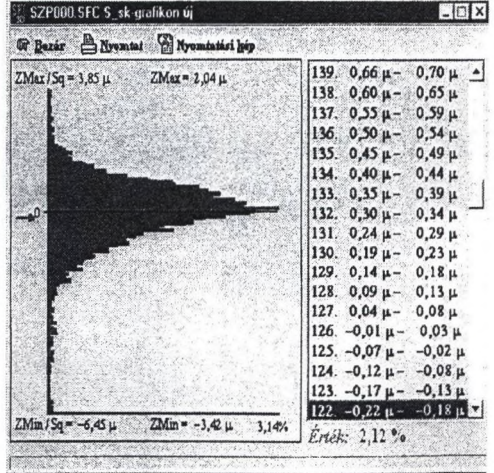 SZP000.SFC S_sk-grafikon új
Bezár Nyomtat Nyomtatási kép
ZMax/Sq = 3,85 µ ZMax = 2,04 µ
0
ZMin/Sq = -6,45 µ ZMin = -3,42 µ 3,14%
139. 0,66 µ - 0,70 µ
138. 0,60 µ - 0,65 µ
137. 0,55 µ - 0,59 µ
136. 0,50 µ - 0,54 µ
135. 0,45 µ - 0,49 µ
134. 0,40 µ - 0,44 µ
133. 0,35 µ - 0,39 µ
132. 0,30 µ - 0,34 µ
131. 0,24 µ - 0,29 µ
130. 0,19 µ - 0,23 µ
129. 0,14 µ - 0,18 µ
128. 0,09 µ - 0,13 µ
127. 0,04 µ - 0,08 µ
126. -0,01 µ - 0,03 µ
125. -0,07 µ - -0,02 µ
124. -0,12 µ - -0,08 µ
123. -0,17 µ - -0,13 µ
122. -0,22 µ - -0,18 µ
Érték: 2,12 %